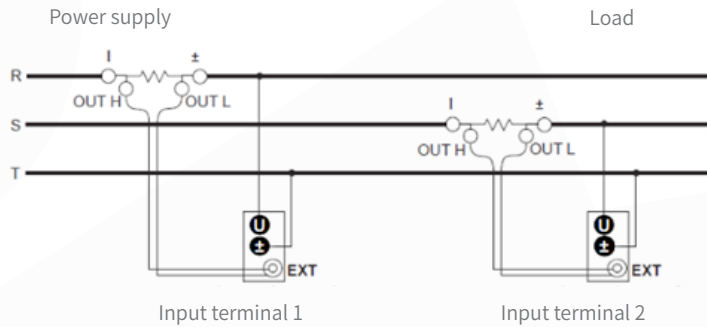 Power supply
Load
I ±
R
OUT H OUT L
I ±
S
OUT H OUT L
T
U
±
EXT
U
±
EXT
Input terminal 1
Input terminal 2